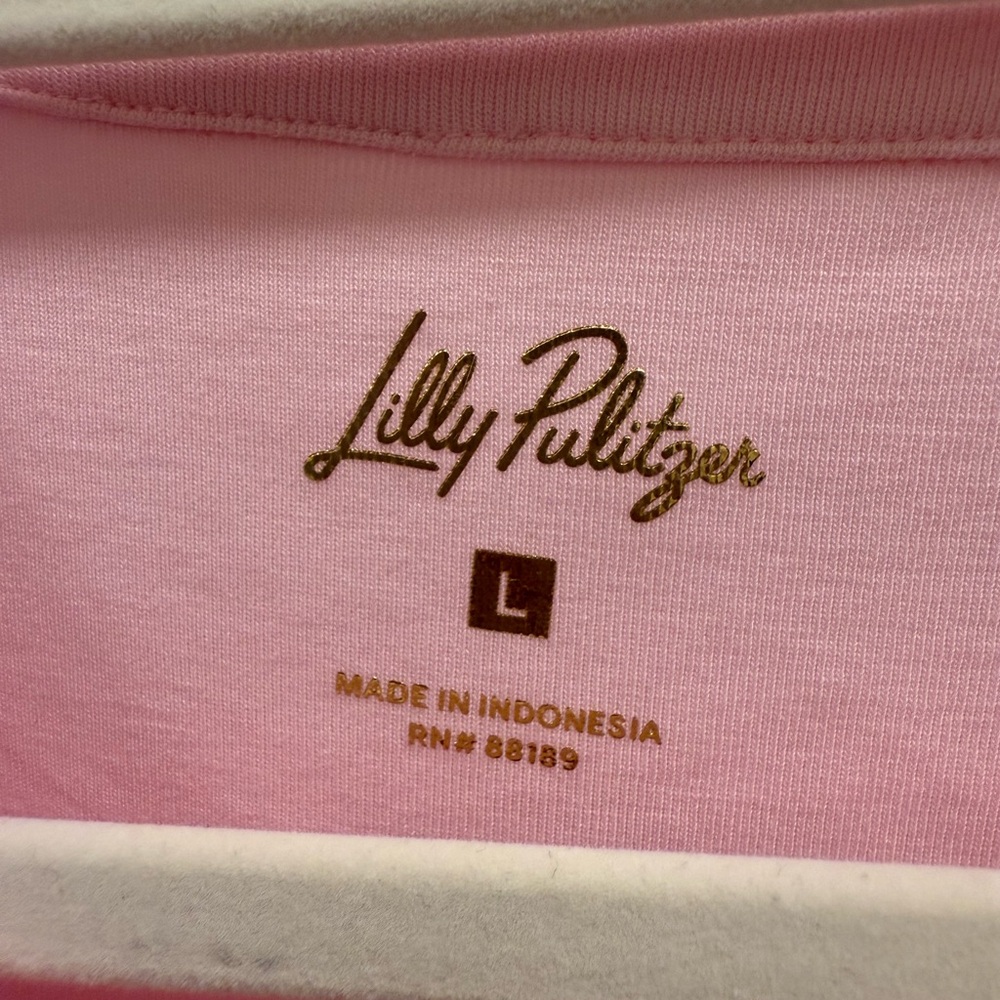 Lilly Pulitzer
L
MADE IN INDONESIA
RN# 88189